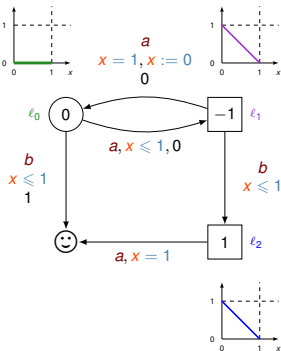 1
0
0 1 x
1
0
0 1 x
a
x = 1, x := 0
0
ℓ0 0
−1 ℓ1
a, x ⩽ 1, 0
b
x ⩽ 1
1
b
x ⩽ 1
1 ℓ2
a, x = 1
1
0
0 1 x